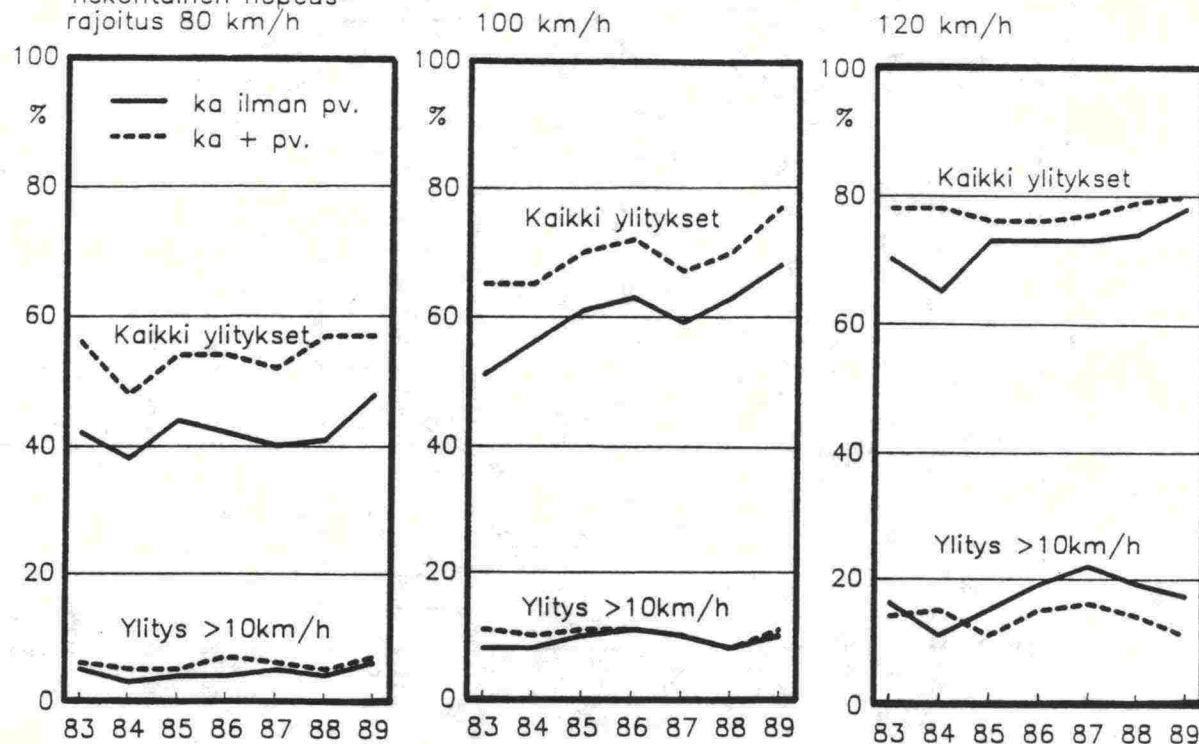 rajoitus 80 km/h
100
%
ka ilman pv.
ka + pv.
80
60
Kaikki ylitykset
40
20
Ylitys >10km/h
0
83 84 85 86 87 88 89
100 km/h
100
%
80
Kaikki ylitykset
60
40
20
Ylitys >10km/h
0
83 84 85 86 87 88 89
120 km/h
100
%
Kaikki ylitykset
80
60
40
Ylitys >10km/h
20
0
83 84 85 86 87 88 89